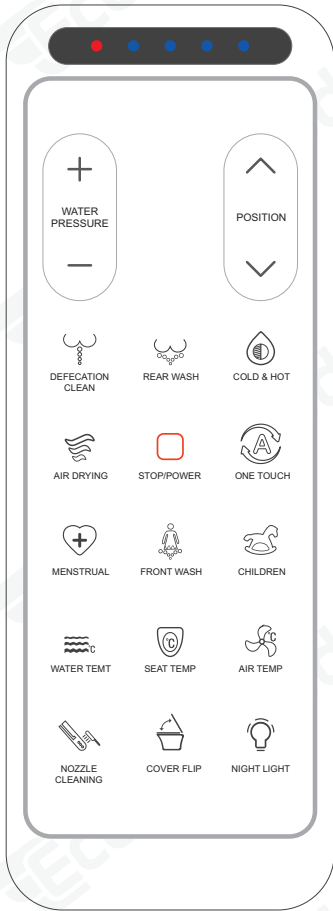 WATER
PRESSURE
POSITION
DEFECATION
CLEAN
REAR WASH
COLD & HOT
AIR DRYING
STOP/POWER
A
ONE TOUCH
MENSTRUAL
FRONT WASH
CHILDREN
°C
°C
°C
WATER TEMT
SEAT TEMP
AIR TEMP
NOZZLE
CLEANING
COVER FLIP
NIGHT LIGHT